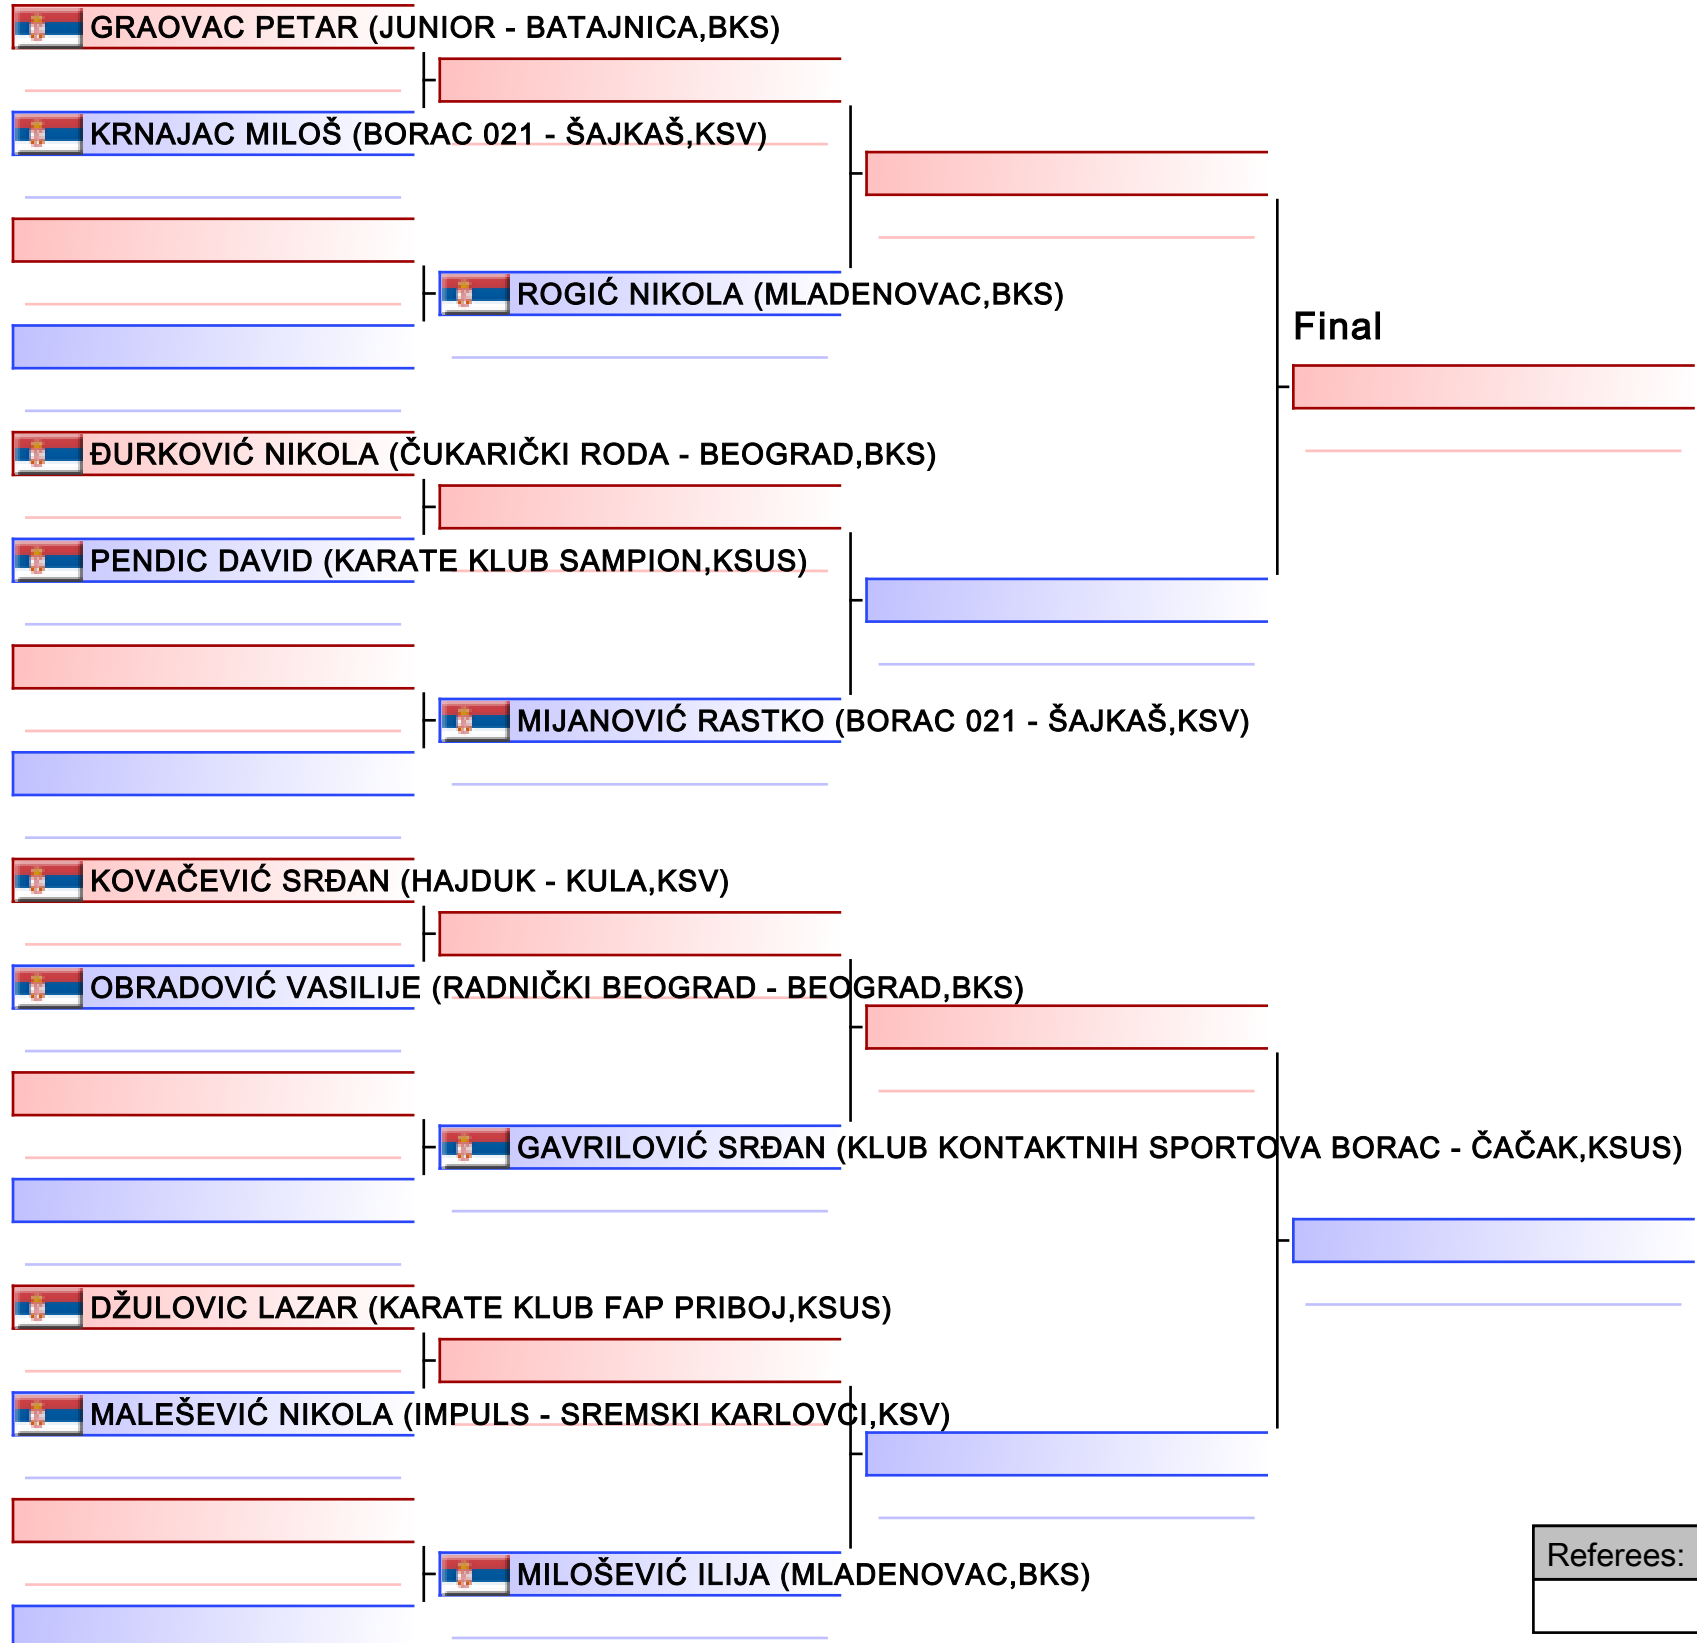 GRAOVAC PETAR (JUNIOR - BATAJNICA,BKS)
KRNAJAC MILOŠ (BORAC 021 - ŠAJKAŠ,KSV)
ROGIĆ NIKOLA (MLADENOVAC,BKS)
Final
ĐURKOVIĆ NIKOLA (ČUKARIČKI RODA - BEOGRAD,BKS)
PENDIC DAVID (KARATE KLUB SAMPION,KSUS)
MIJANOVIĆ RASTKO (BORAC 021 - ŠAJKAŠ,KSV)
KOVAČEVIĆ SRĐAN (HAJDUK - KULA,KSV)
OBRADOVIĆ VASILIJE (RADNIČKI BEOGRAD - BEOGRAD,BKS)
GAVRILOVIĆ SRĐAN (KLUB KONTAKTNIH SPORTOVA BORAC - ČAČAK,KSUS)
DŽULOVIC LAZAR (KARATE KLUB FAP PRIBOJ,KSUS)
MALEŠEVIĆ NIKOLA (IMPULS - SREMSKI KARLOVCI,KSV)
MILOŠEVIĆ ILIJA (MLADENOVAC,BKS)
Referees: